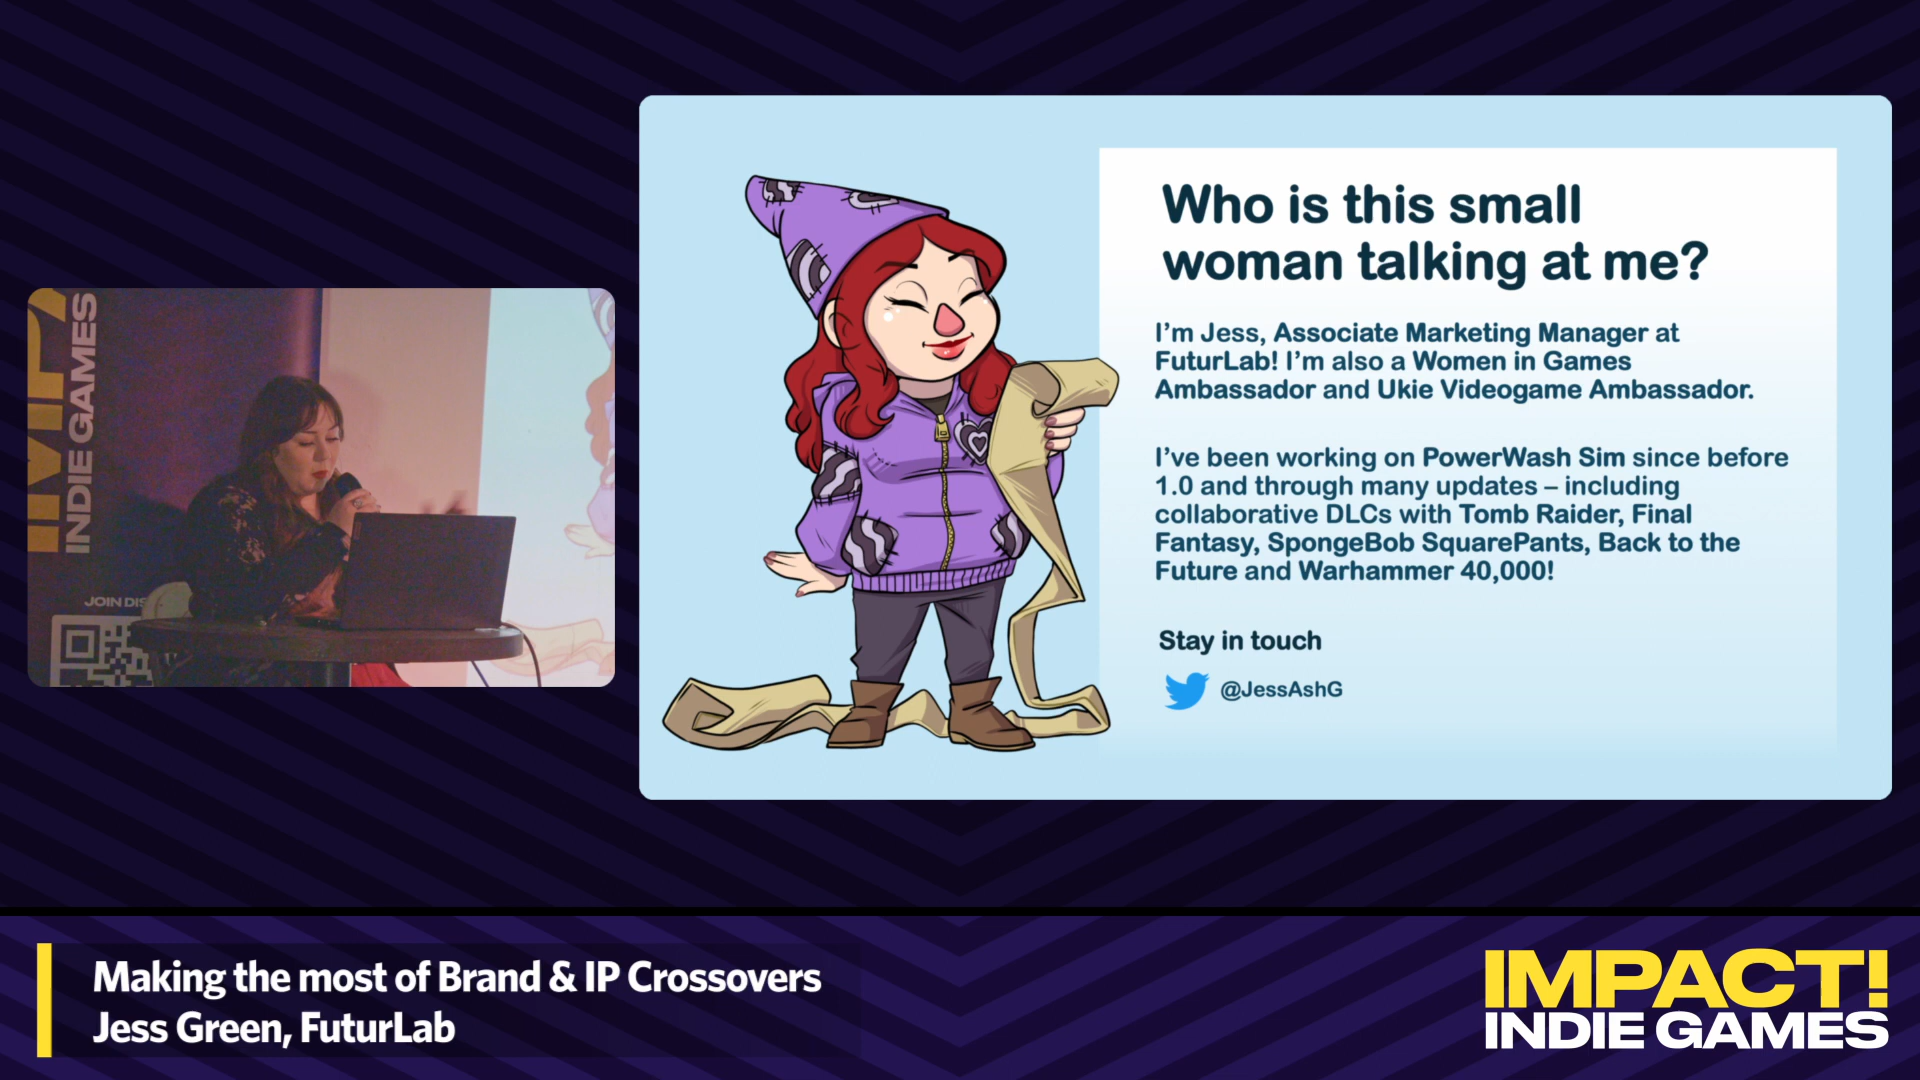 INDIE GAMES
JOIN DIS
Who is this small
woman talking at me?
I’m Jess, Associate Marketing Manager at
FuturLab! I’m also a Women in Games
Ambassador and Ukie Videogame Ambassador.
I’ve been working on PowerWash Sim since before
1.0 and through many updates – including
collaborative DLCs with Tomb Raider, Final
Fantasy, SpongeBob SquarePants, Back to the
Future and Warhammer 40,000!
Stay in touch
@JessAshG
Making the most of Brand & IP Crossovers
Jess Green, FuturLab
IMPACT!
INDIE GAMES